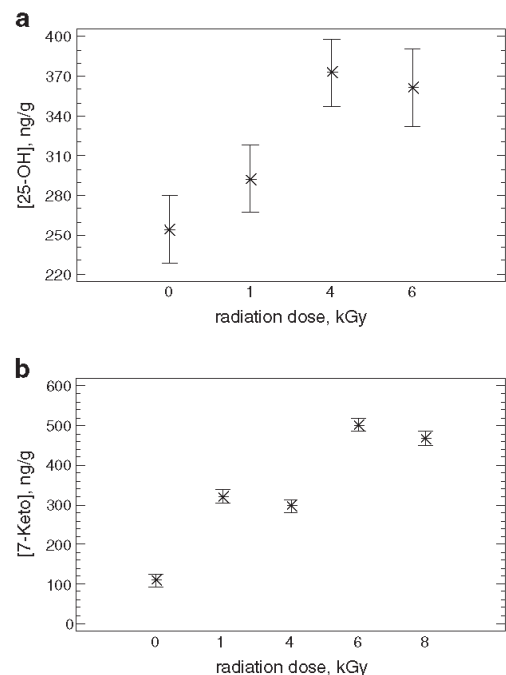 a
[25-OH], ng/g
400
370
340
310
280
250
220
0 1 4 6
radiation dose, kGy
b
[7-Keto], ng/g
600
500
400
300
200
100
0
0 1 4 6 8
radiation dose, kGy